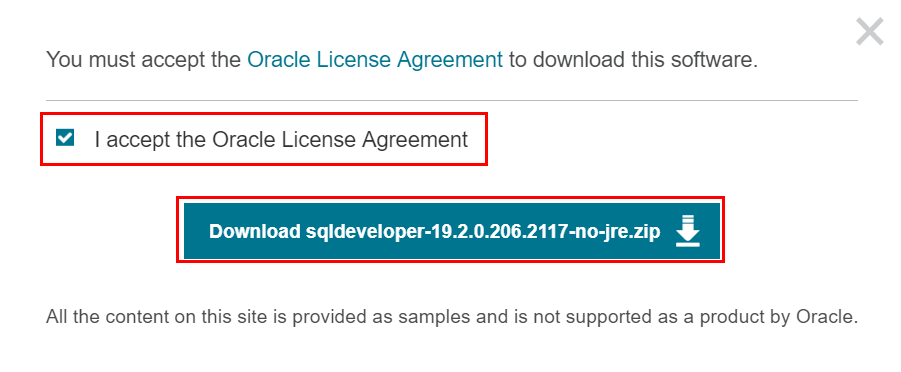 You must accept the Oracle License Agreement to download this software.
I accept the Oracle License Agreement
Download sqldeveloper-19.2.0.206.2117-no-jre.zip
All the content on this site is provided as samples and is not supported as a product by Oracle.